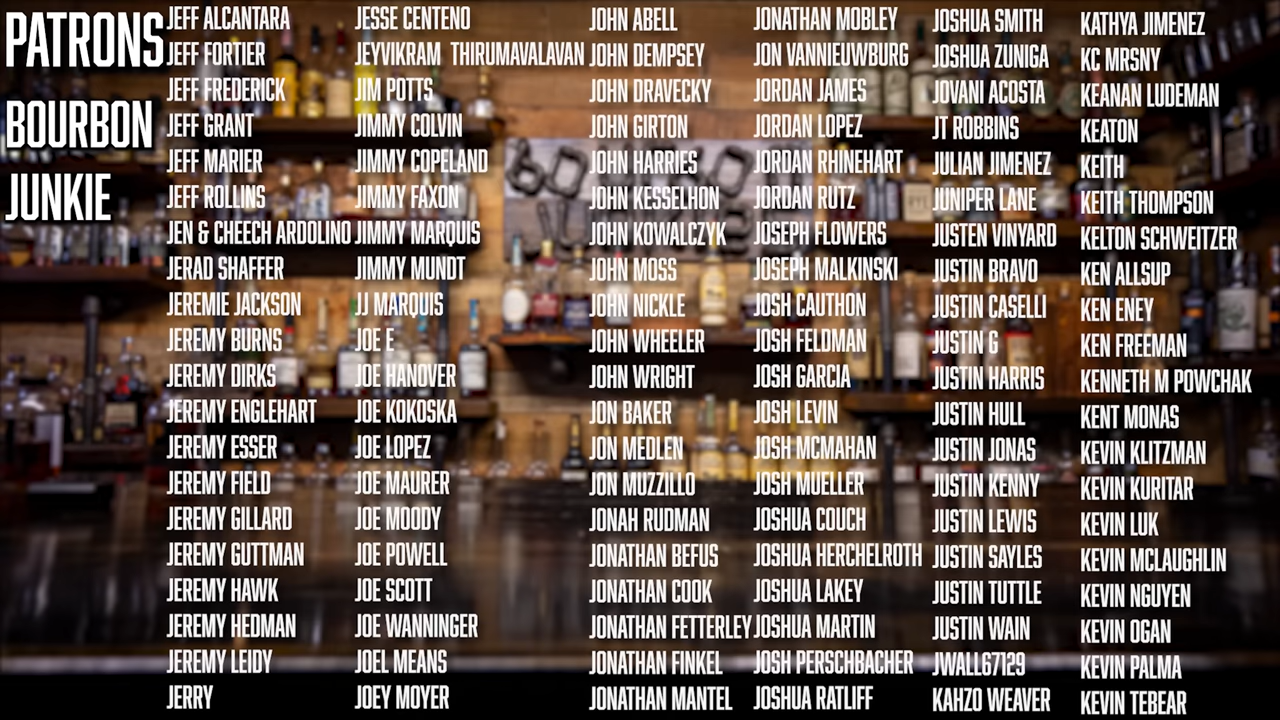 PATRONS
BOURBON
JUNKIE
JEFF ALCANTARA
JEFF FORTIER
JEFF FREDERICK
JEFF GRANT
JEFF MARIER
JEFF ROLLINS
JEN & CHEECH ARDOLINO
JERAD SHAFFER
JEREMIE JACKSON
JEREMY BURNS
JEREMY DIRKS
JEREMY ENGLEHART
JEREMY ESSER
JEREMY FIELD
JEREMY GILLARD
JEREMY GUTTMAN
JEREMY HAWK
JEREMY HEDMAN
JEREMY LEIDY
JERRY
JESSE CENTENO
JEYVIKRAM THIRUMAVALAVAN
JIM POTTS
JIMMY COLVIN
JIMMY COPELAND
JIMMY FAXON
JIMMY MARQUIS
JIMMY MUNDT
JJ MARQUIS
JOE E
JOE HANOVER
JOE KOKOSKA
JOE LOPEZ
JOE MAURER
JOE MOODY
JOE POWELL
JOE SCOTT
JOE WANNINGER
JOEL MEANS
JOEY MOYER
JOHN ABELL
JOHN DEMPSEY
JOHN DRAVECKY
JOHN GIRTON
JOHN HARRIES
JOHN KESSELHON
JOHN KOWALCZYK
JOHN MOSS
JOHN NICKLE
JOHN WHEELER
JOHN WRIGHT
JON BAKER
JON MEDLEN
JON MUZZILLO
JONAH RUDMAN
JONATHAN BEFUS
JONATHAN COOK
JONATHAN FETTERLEY
JONATHAN FINKEL
JONATHAN MANTEL
JONATHAN MOBLEY
JON VANNIEUWBURG
JORDAN JAMES
JORDAN LOPEZ
JORDAN RHINEHART
JORDAN RUTZ
JOSEPH FLOWERS
JOSEPH MALKINSKI
JOSH CAUTHON
JOSH FELDMAN
JOSH GARCIA
JOSH LEVIN
JOSH MCMAHAN
JOSH MUELLER
JOSHUA COUCH
JOSHUA HERCHELROTH
JOSHUA LAKEY
JOSHUA MARTIN
JOSH PERSCHBACHER
JOSHUA RATLIFF
JOSHUA SMITH
JOSHUA ZUNIGA
JOVANI ACOSTA
JT ROBBINS
JULIAN JIMENEZ
JUNIPER LANE
JUSTEN VINYARD
JUSTIN BRAVO
JUSTIN CASELLI
JUSTIN G
JUSTIN HARRIS
JUSTIN HULL
JUSTIN JONAS
JUSTIN KENNY
JUSTIN LEWIS
JUSTIN SAYLES
JUSTIN TUTTLE
JUSTIN WAIN
JWALL67129
KAHZO WEAVER
KATHYA JIMENEZ
KC MRSNY
KEANAN LUDEMAN
KEATON
KEITH
KEITH THOMPSON
KELTON SCHWEITZER
KEN ALLSUP
KEN ENEY
KEN FREEMAN
KENNETH M POWCHAK
KENT MONAS
KEVIN KLITZMAN
KEVIN KURITAR
KEVIN LUK
KEVIN MCLAUGHLIN
KEVIN NGUYEN
KEVIN OGAN
KEVIN PALMA
KEVIN TEBEAR